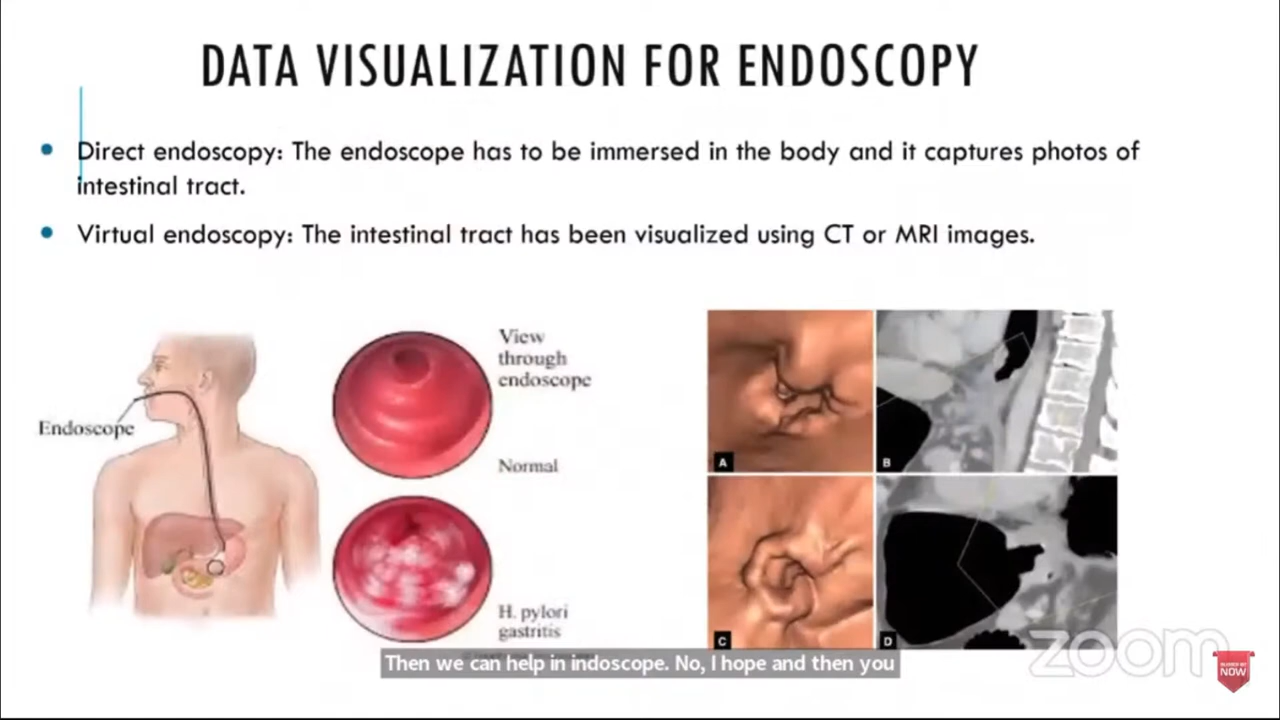 DATA VISUALIZATION FOR ENDOSCOPY
• Direct endoscopy: The endoscope has to be immersed in the body and it captures photos of
intestinal tract.
• Virtual endoscopy: The intestinal tract has been visualized using CT or MRI images.
View
through
endoscope
Endoscope
Normal
H. pylori
gastritis
A
B
C
D
zoom
NOW
Then we can help in indoscope. No, I hope and then you